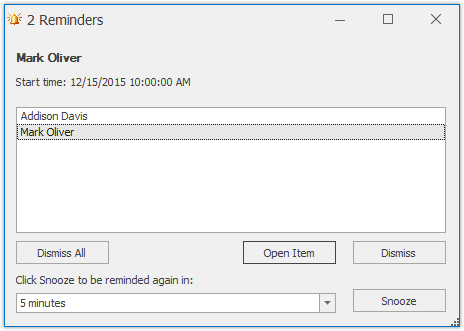 2 Reminders
Mark Oliver
Start time: 12/15/2015 10:00:00 AM
Addison Davis
Mark Oliver
Dismiss All
Open Item
Dismiss
Click Snooze to be reminded again in:
5 minutes
Snooze